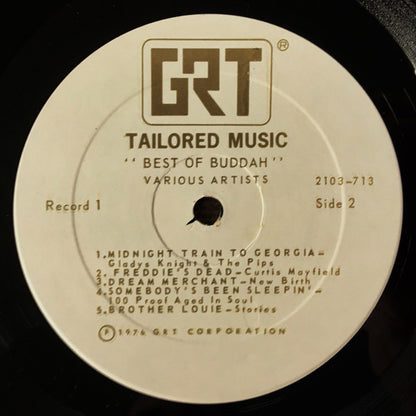 GRT ®
TAILORED MUSIC
"BEST OF BUDDAH"
VARIOUS ARTISTS
2103-713
Record 1
Side 2
1.MIDNIGHT TRAIN TO GEORGIA-
Gladys Knight & The Pips
2. FREDDIE'S DEAD-Curtis Mayfield
3.DREAM MERCHANT-New Birth
4.SOMEBODY'S BEEN SLEEPIN'-
100 Proof Aged In Soul
5.BROTHER LOUIE- Stories
℗ 1976 GRT CORPORATION